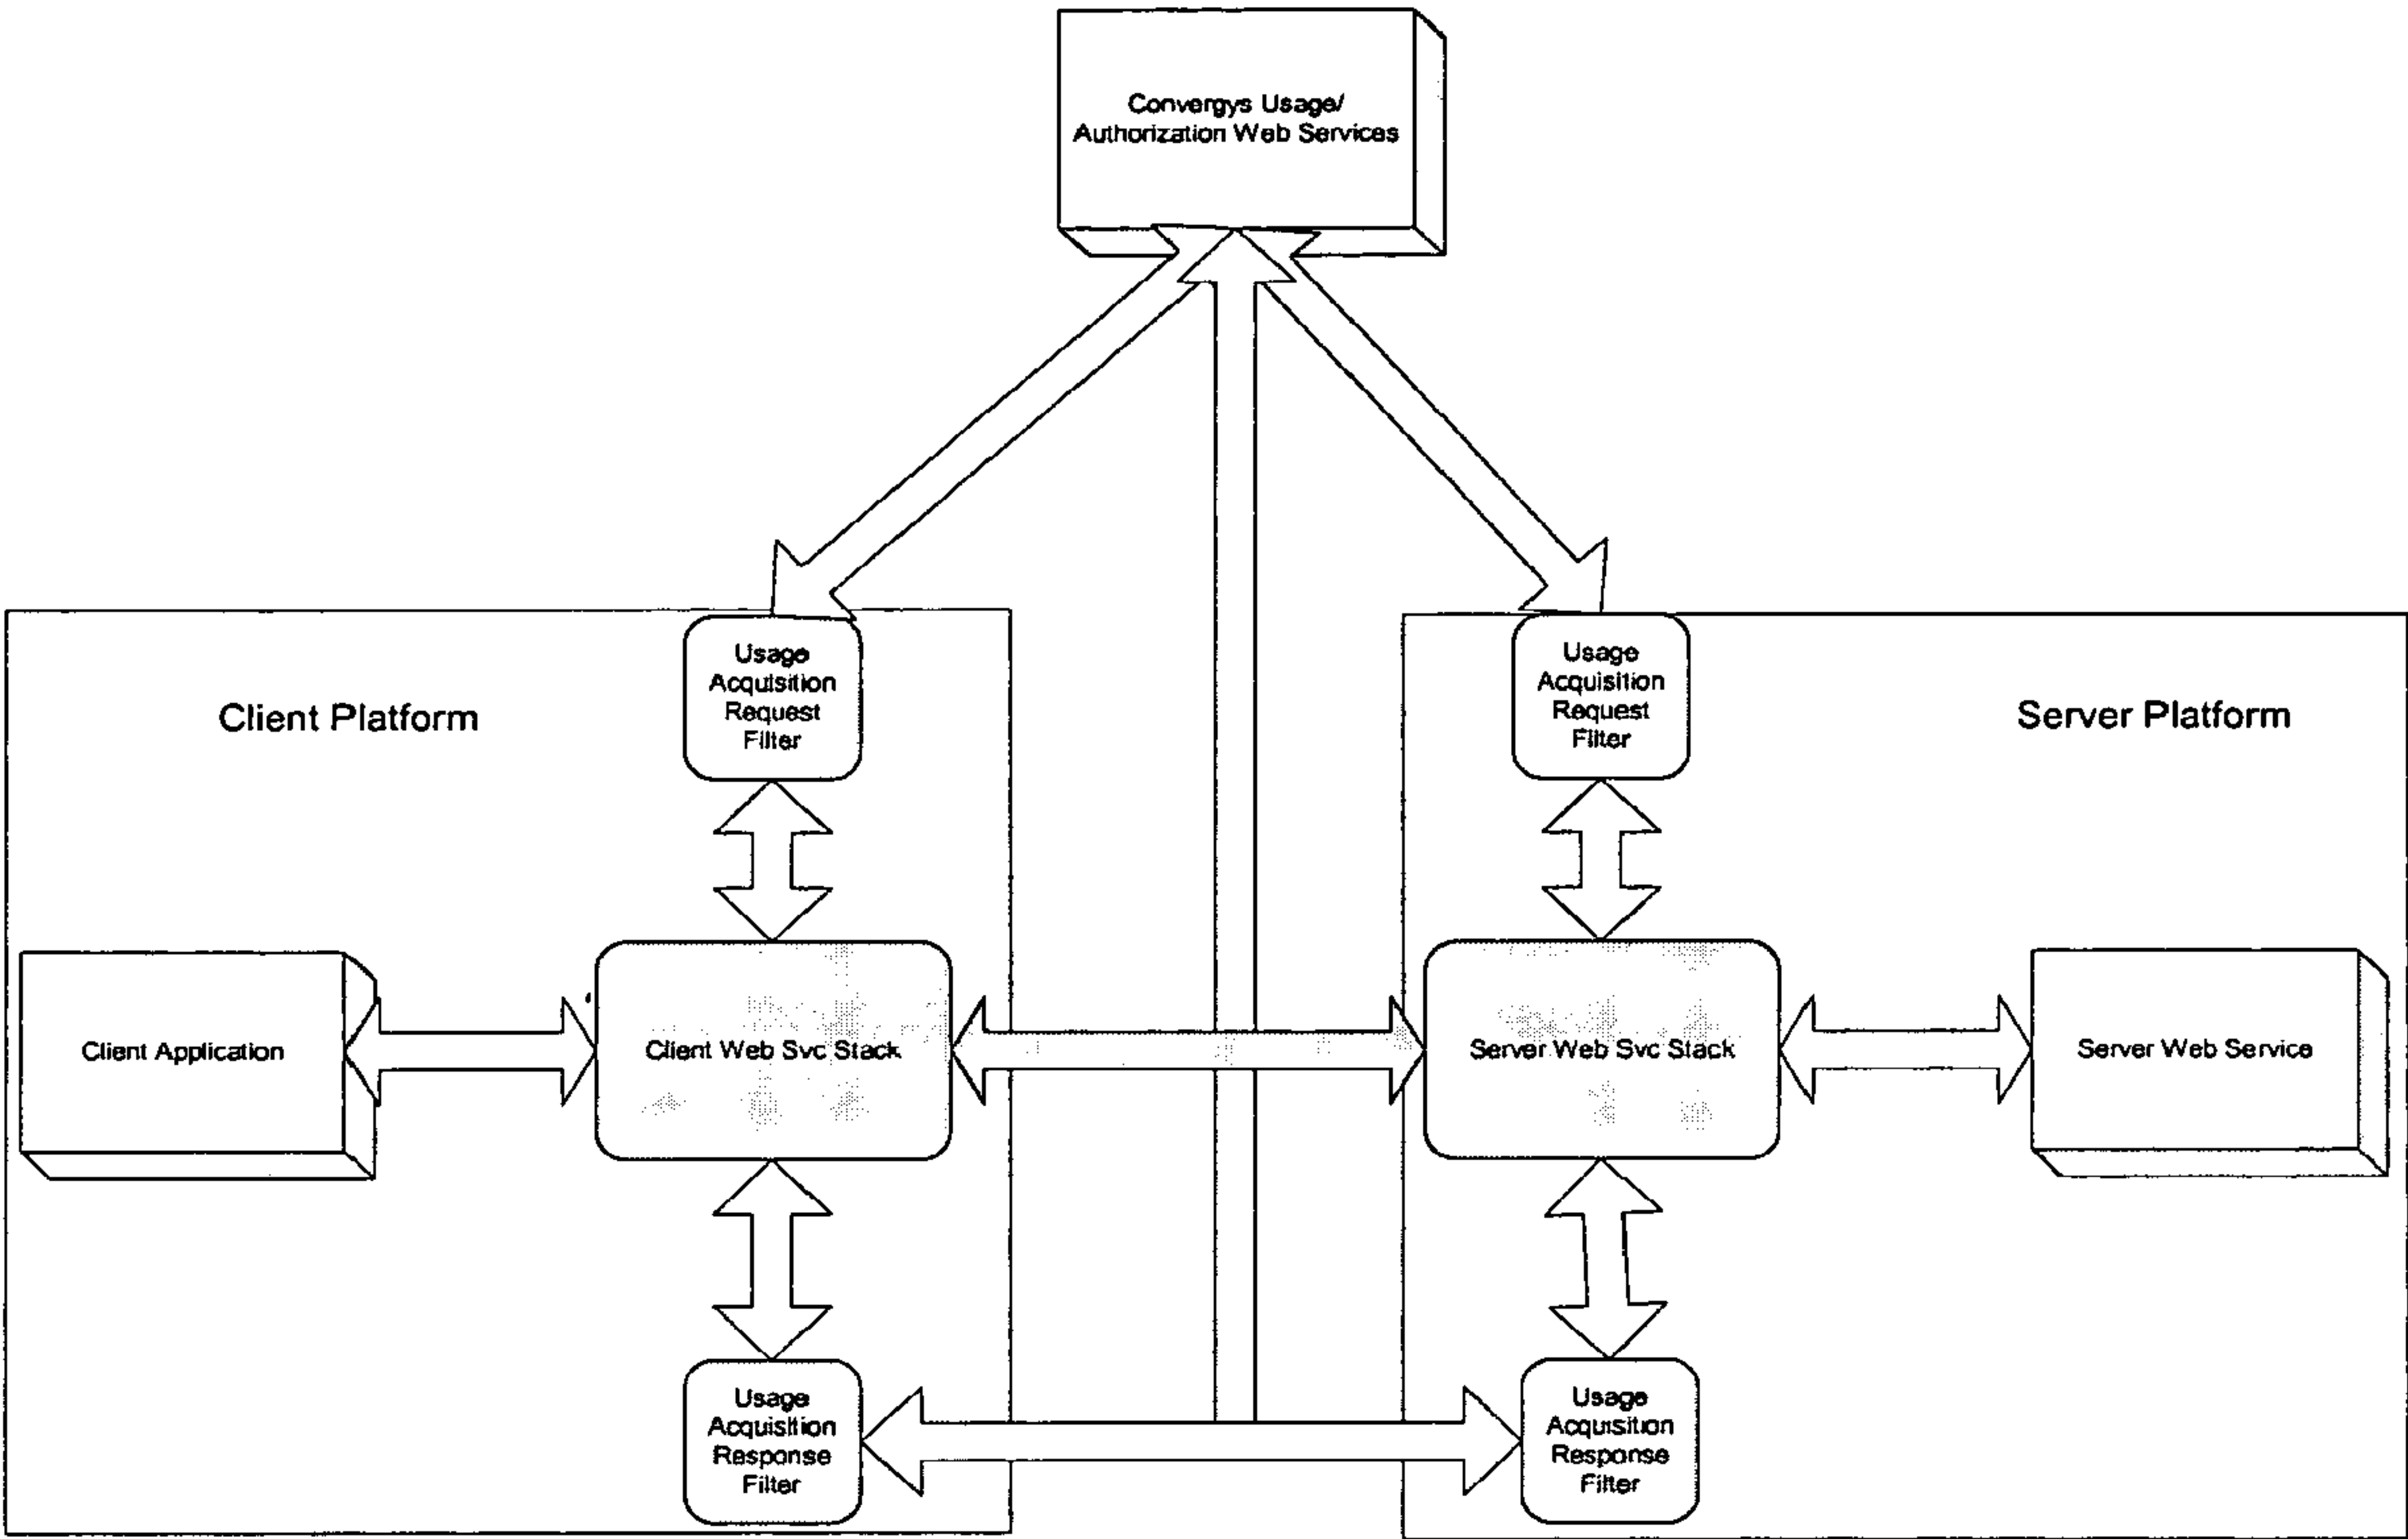 Convergys Usage/
Authorization Web Services
Usage
Acquisition
Request
Filter
Usage
Acquisition
Request
Filter
Client Platform
Server Platform
Client Application
Client Web Svc Stack
Server Web Svc Stack
Server Web Service
Usage
Acquisition
Response
Filter
Usage
Acquisition
Response
Filter